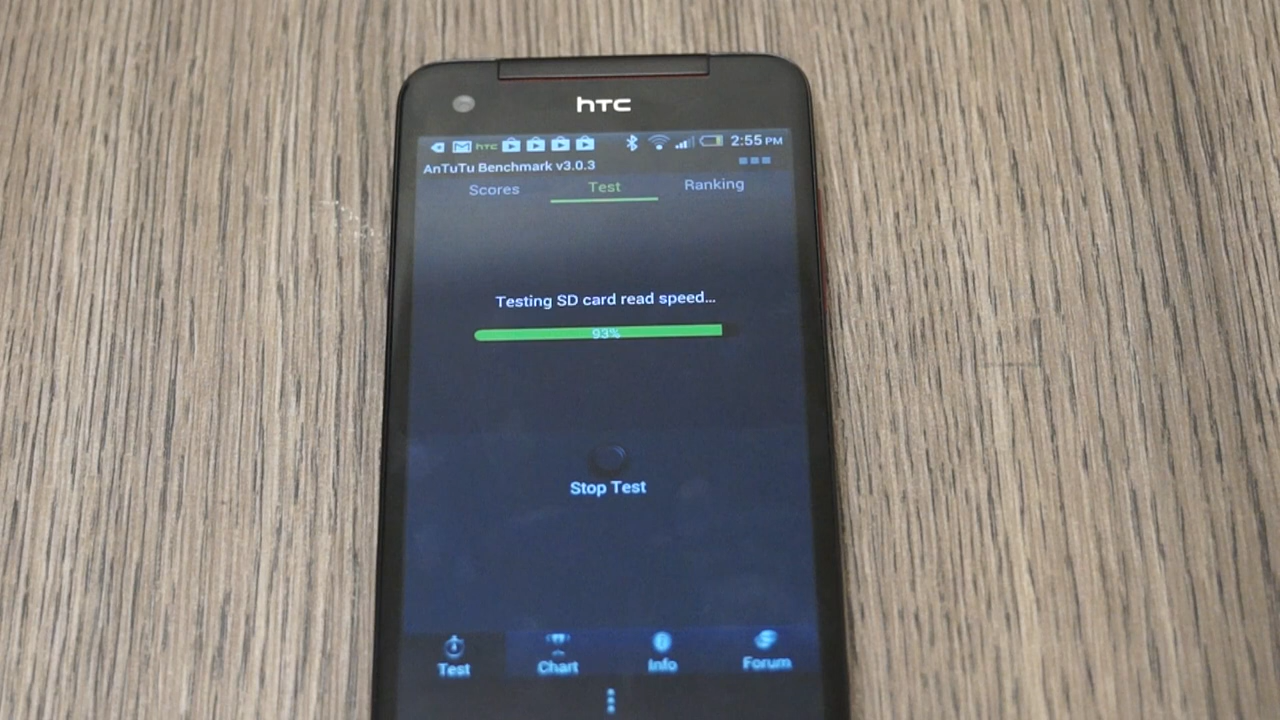 hTC
hTC 2:55 PM
AnTuTu Benchmark v3.0.3
Scores Test Ranking
Testing SD card read speed...
93%
Stop Test
Test Chart Info Forum